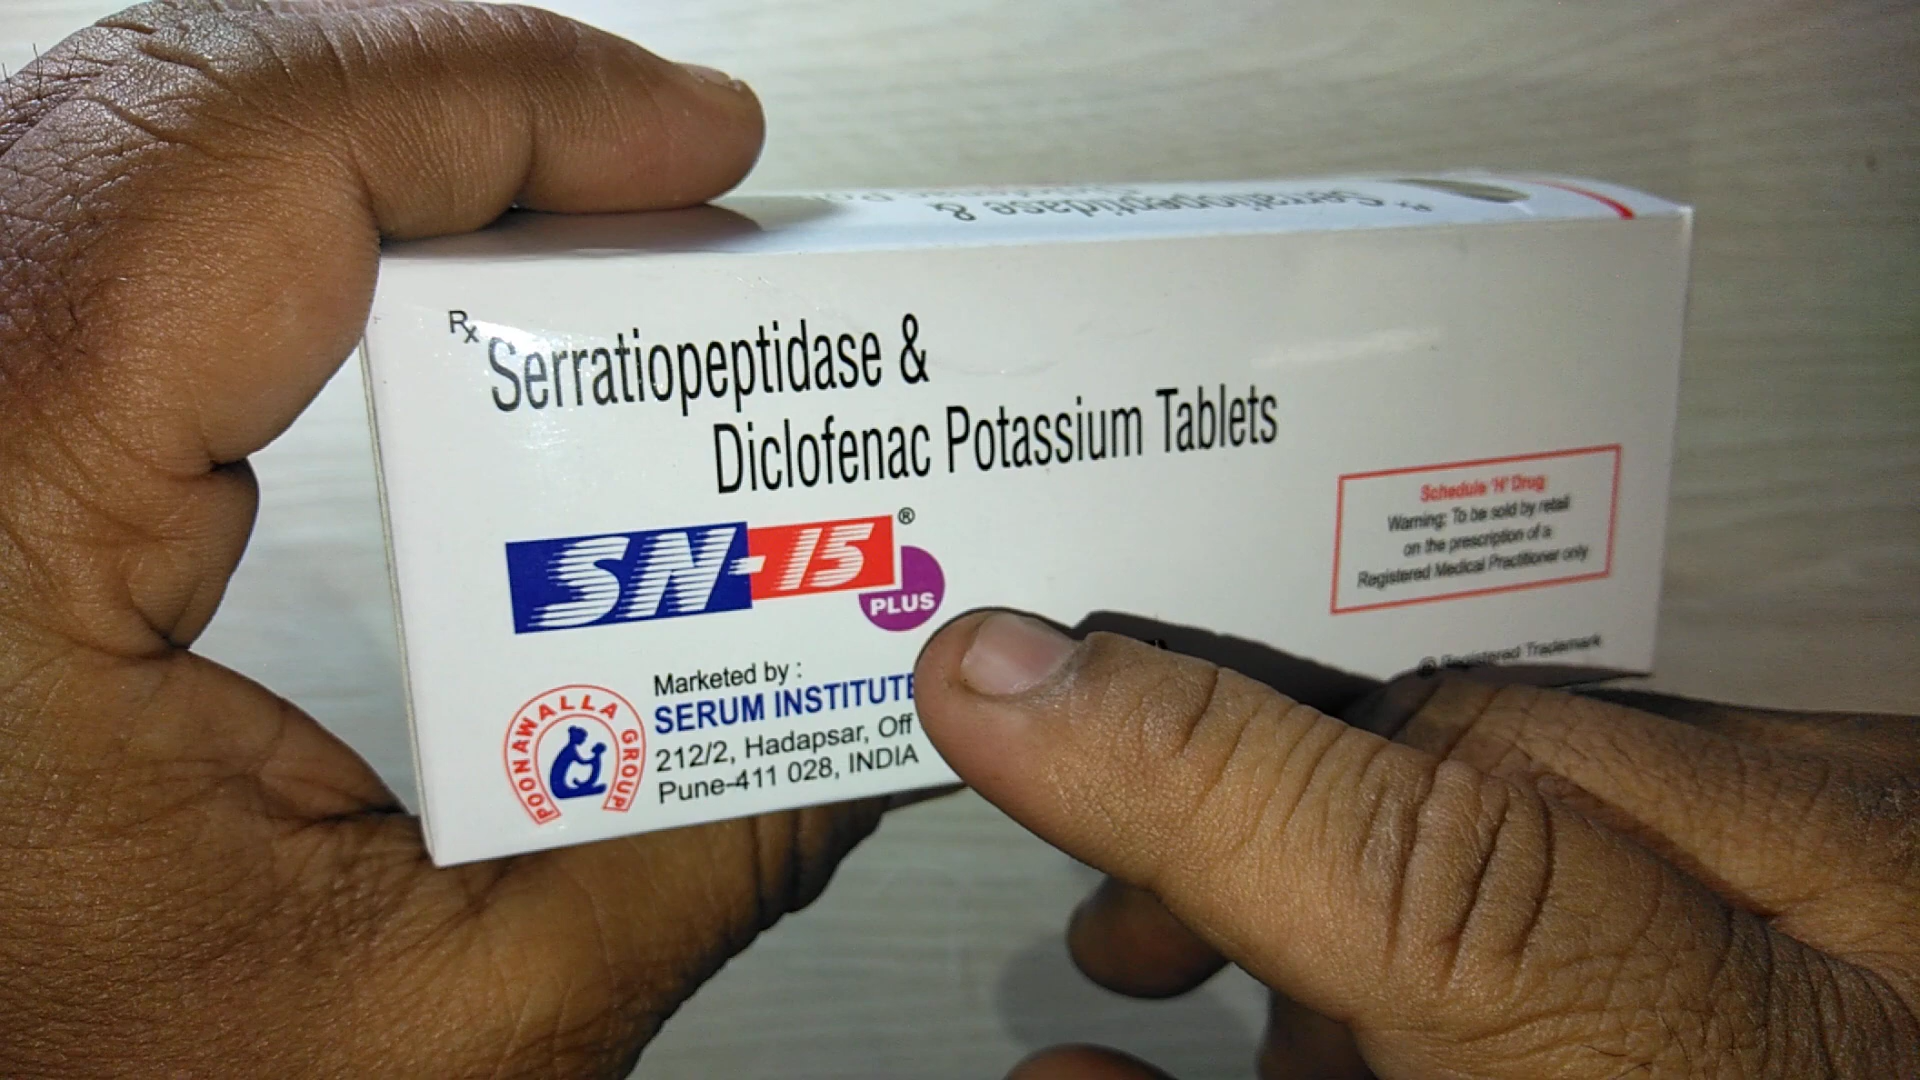 Serratiopeptidase &
Rx Serratiopeptidase &
Diclofenac Potassium Tablets
SN-15®
PLUS
Marketed by :
SERUM INSTITUTE
212/2, Hadapsar, Off
Pune-411 028, INDIA
POONAWALLA GROUP
Schedule 'H' Drug
Warning: To be sold by retail
on the prescription of a
Registered Medical Practitioner only
® Registered Trademark